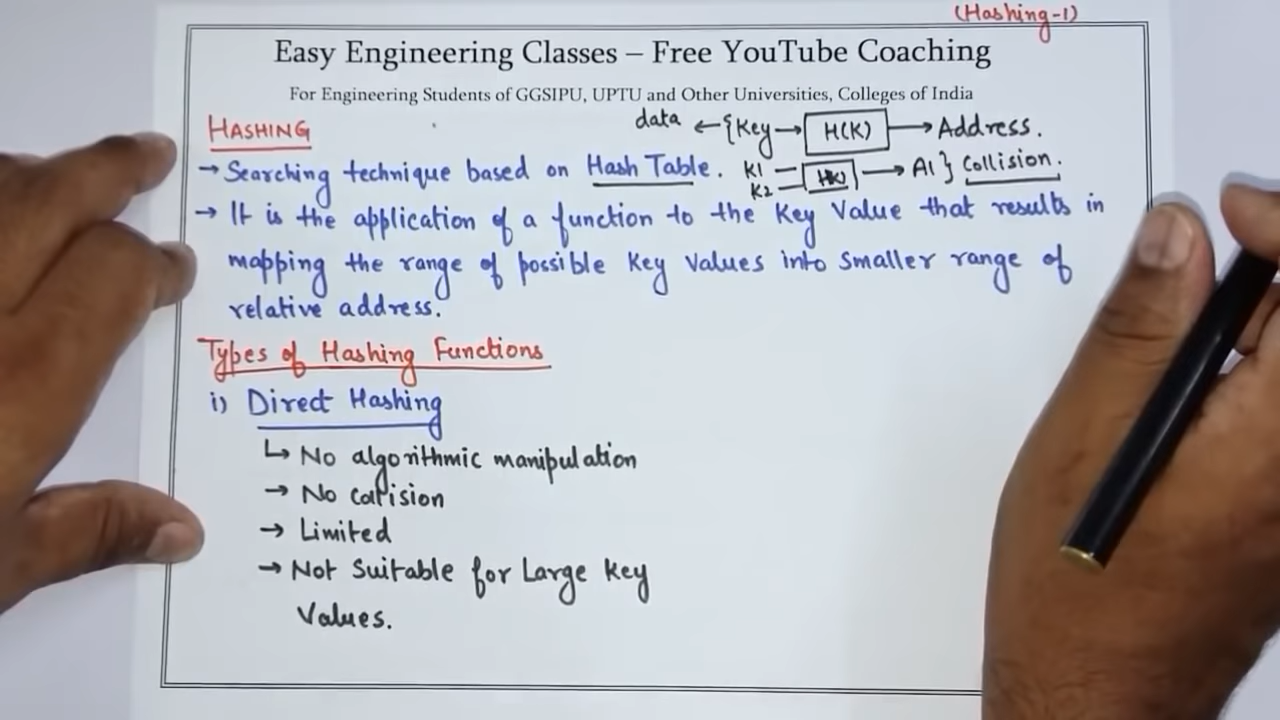 (Hashing-1)
Easy Engineering Classes – Free YouTube Coaching
For Engineering Students of GGSIPU, UPTU and Other Universities, Colleges of India
HASHING
data ← { Key → H(K) → Address.
→ Searching technique based on Hash Table.
K1
K2
H(K) → A1 } Collision.
→ It is the application of a function to the Key Value that results in
mapping the range of possible Key Values into smaller range of
relative address.
Types of Hashing Functions
i) Direct Hashing
↳ No algorithmic manipulation
→ No collision
→ Limited
→ Not Suitable for Large Key
Values.